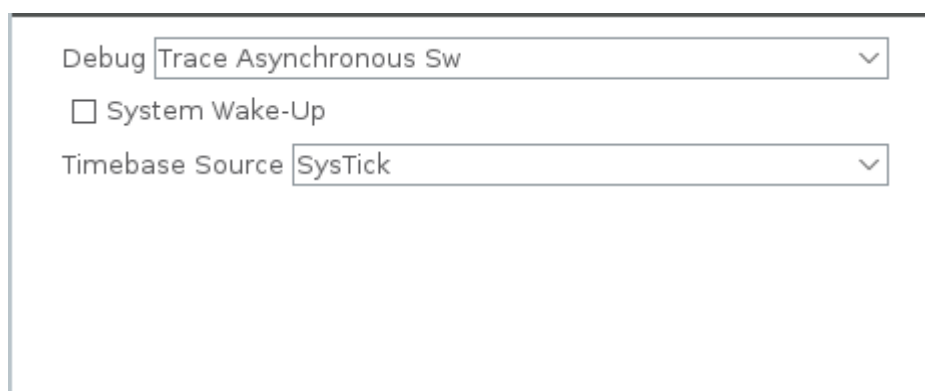 Debug Trace Asynchronous Sw
System Wake-Up
Timebase Source SysTick